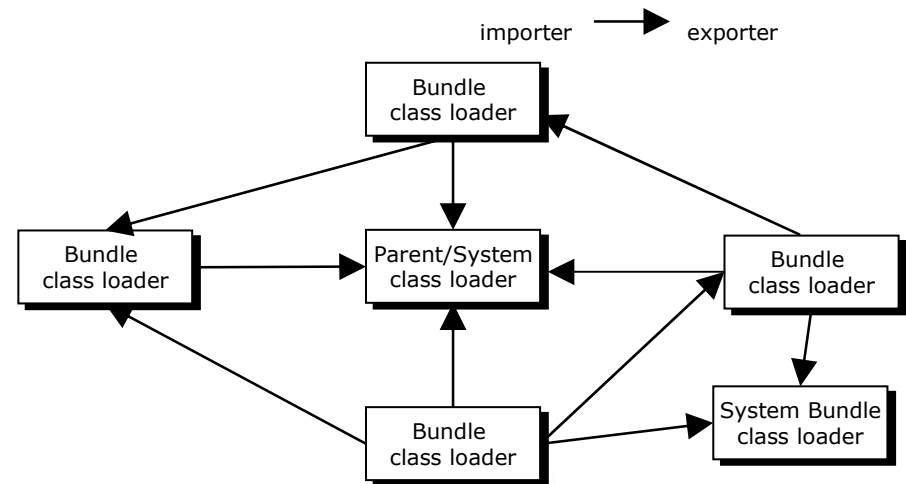 importer exporter
Bundle
class loader
Bundle
class loader
Parent/System
class loader
Bundle
class loader
Bundle
class loader
System Bundle
class loader